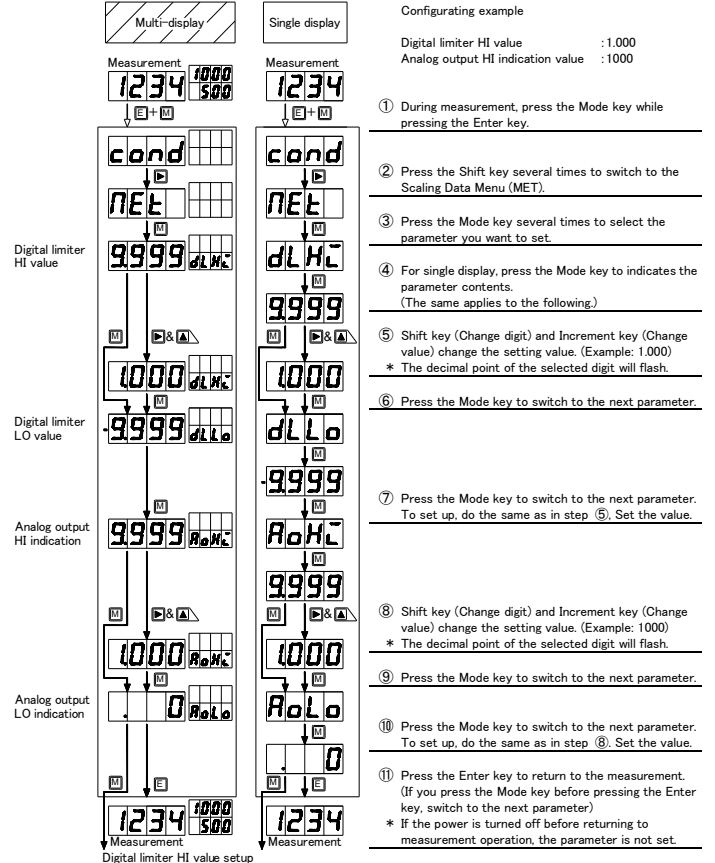 Multi-display
Single display
Configurating example
Digital limiter HI value : 1.000
Analog output HI indication value : 1000
Measurement
1234 1000
500
E + M
cond
MEt
M
Digital limiter
HI value
9.999 dLHi
M ▶&▲
1.000 dLHi
M
Digital limiter
LO value
-9.999 dLLo
M
Analog output
HI indication
9.999 AoHi
M ▶&▲
1.000 AoHi
M
Analog output
LO indication
. 0 AoLo
M E
1234 1000
500
Measurement
Digital limiter HI value setup
Measurement
1234
E + M
cond
MEt
M
dLHi
M
9.999
M ▶&▲
1.000
M
dLLo
M
-9.999
M
AoHi
M
9.999
M ▶&▲
1.000
M
AoLo
M
. 0
M E
1234
Measurement
① During measurement, press the Mode key while
pressing the Enter key.
② Press the Shift key several times to switch to the
Scaling Data Menu (MET).
③ Press the Mode key several times to select the
parameter you want to set.
④ For single display, press the Mode key to indicates the
parameter contents.
(The same applies to the following.)
⑤ Shift key (Change digit) and Increment key (Change
value) change the setting value. (Example: 1.000)
* The decimal point of the selected digit will flash.
⑥ Press the Mode key to switch to the next parameter.
⑦ Press the Mode key to switch to the next parameter.
To set up, do the same as in step ⑤, Set the value.
⑧ Shift key (Change digit) and Increment key (Change
value) change the setting value. (Example: 1000)
* The decimal point of the selected digit will flash.
⑨ Press the Mode key to switch to the next parameter.
⑩ Press the Mode key to switch to the next parameter.
To set up, do the same as in step ⑧. Set the value.
⑪ Press the Enter key to return to the measurement.
(If you press the Mode key before pressing the Enter
key, switch to the next parameter)
* If the power is turned off before returning to
measurement operation, the parameter is not set.